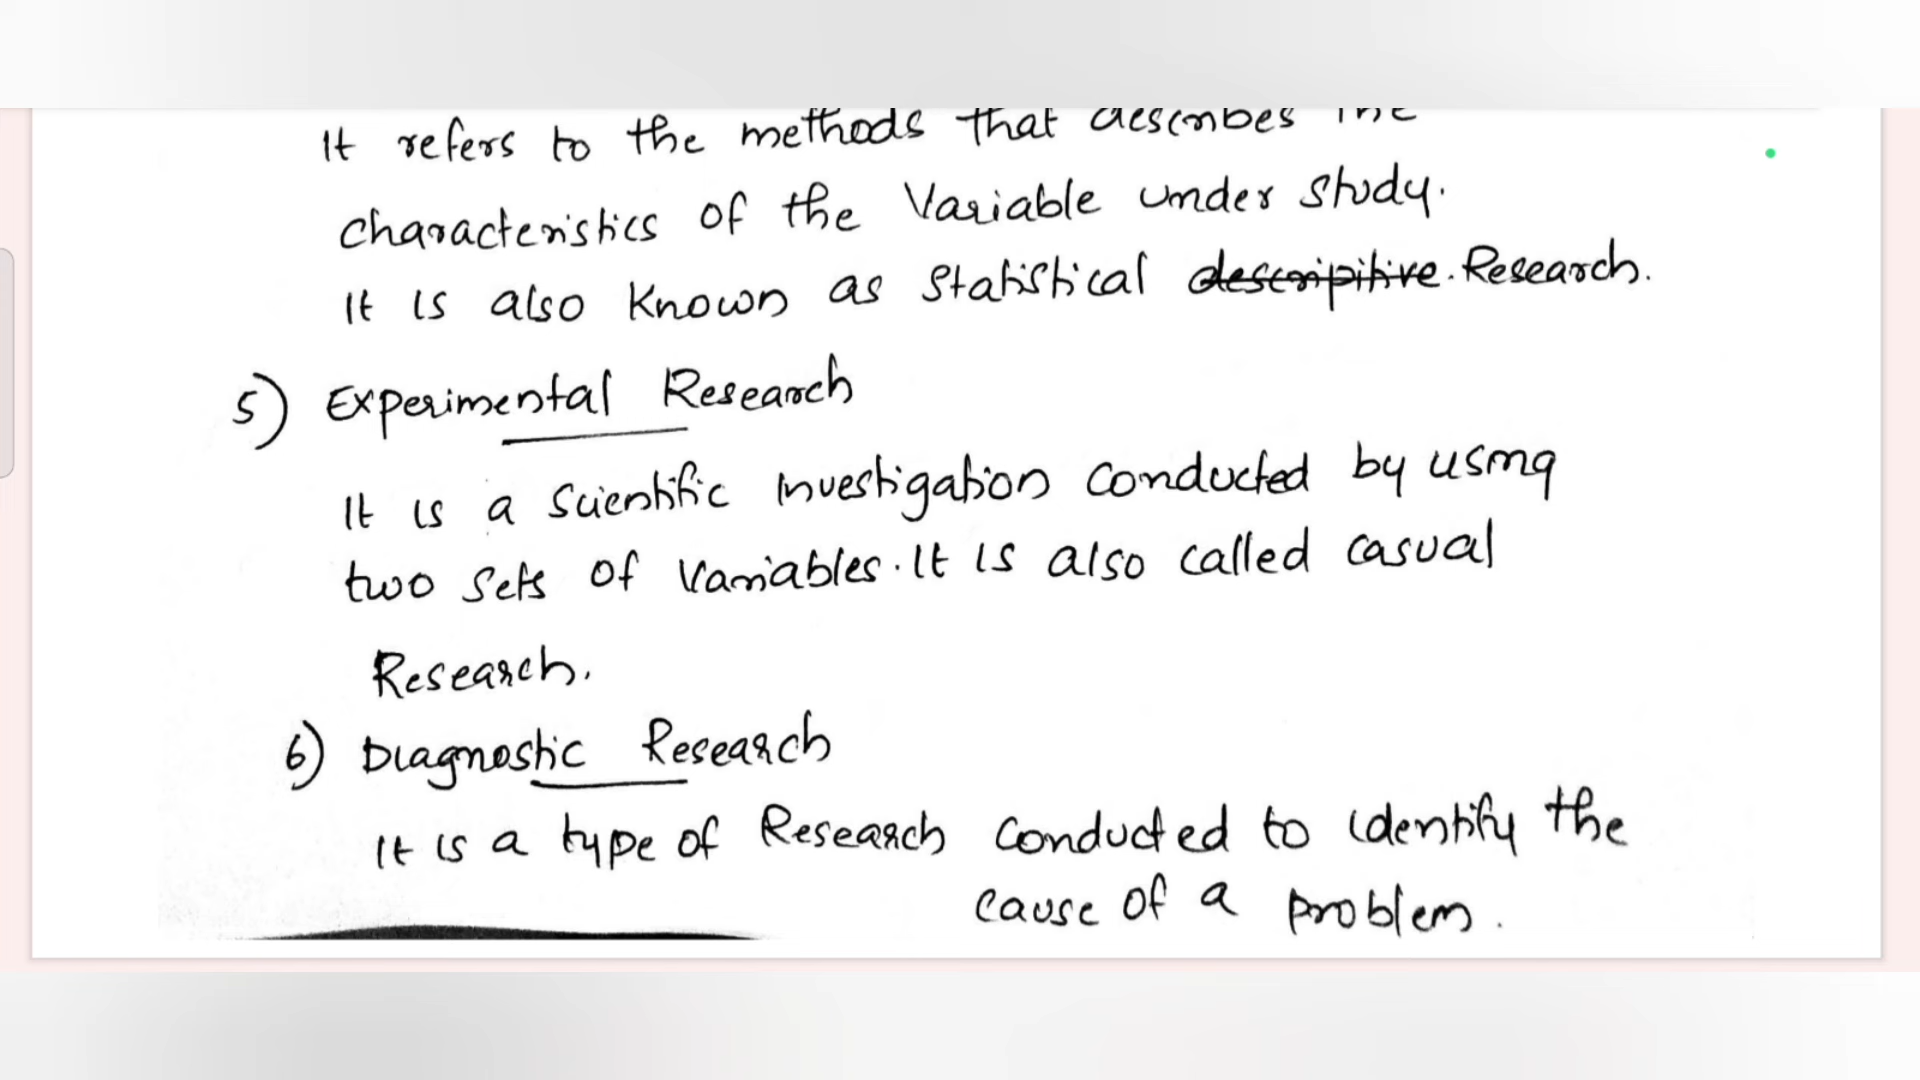 It refers to the methods that describes the
characteristics of the Variable under study.
It is also known as Statistical descripitive. Research.
5) Experimental Research
It is a scientific investigation conducted by using
two sets of variables. It is also called casual
Research.
6) Diagnostic Research
It is a type of Research conducted to identify the
cause of a problem.